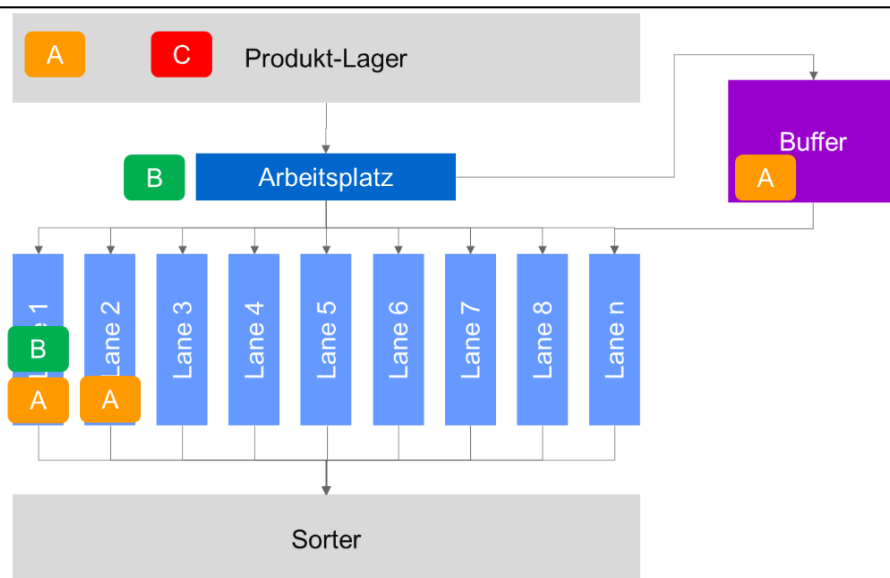 A
C
Produkt-Lager
Buffer
A
B
Arbeitsplatz
Lane 1
Lane 2
Lane 3
Lane 4
Lane 5
Lane 6
Lane 7
Lane 8
Lane n
B
A
A
Sorter